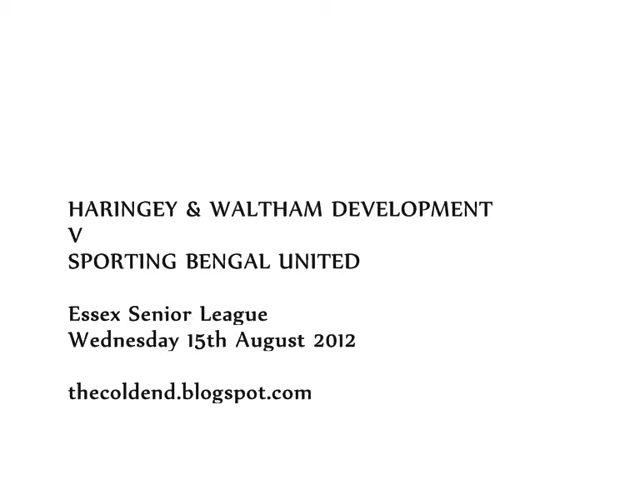 HARINGEY & WALTHAM DEVELOPMENT
V
SPORTING BENGAL UNITED
Essex Senior League
Wednesday 15th August 2012
thecoldend.blogspot.com